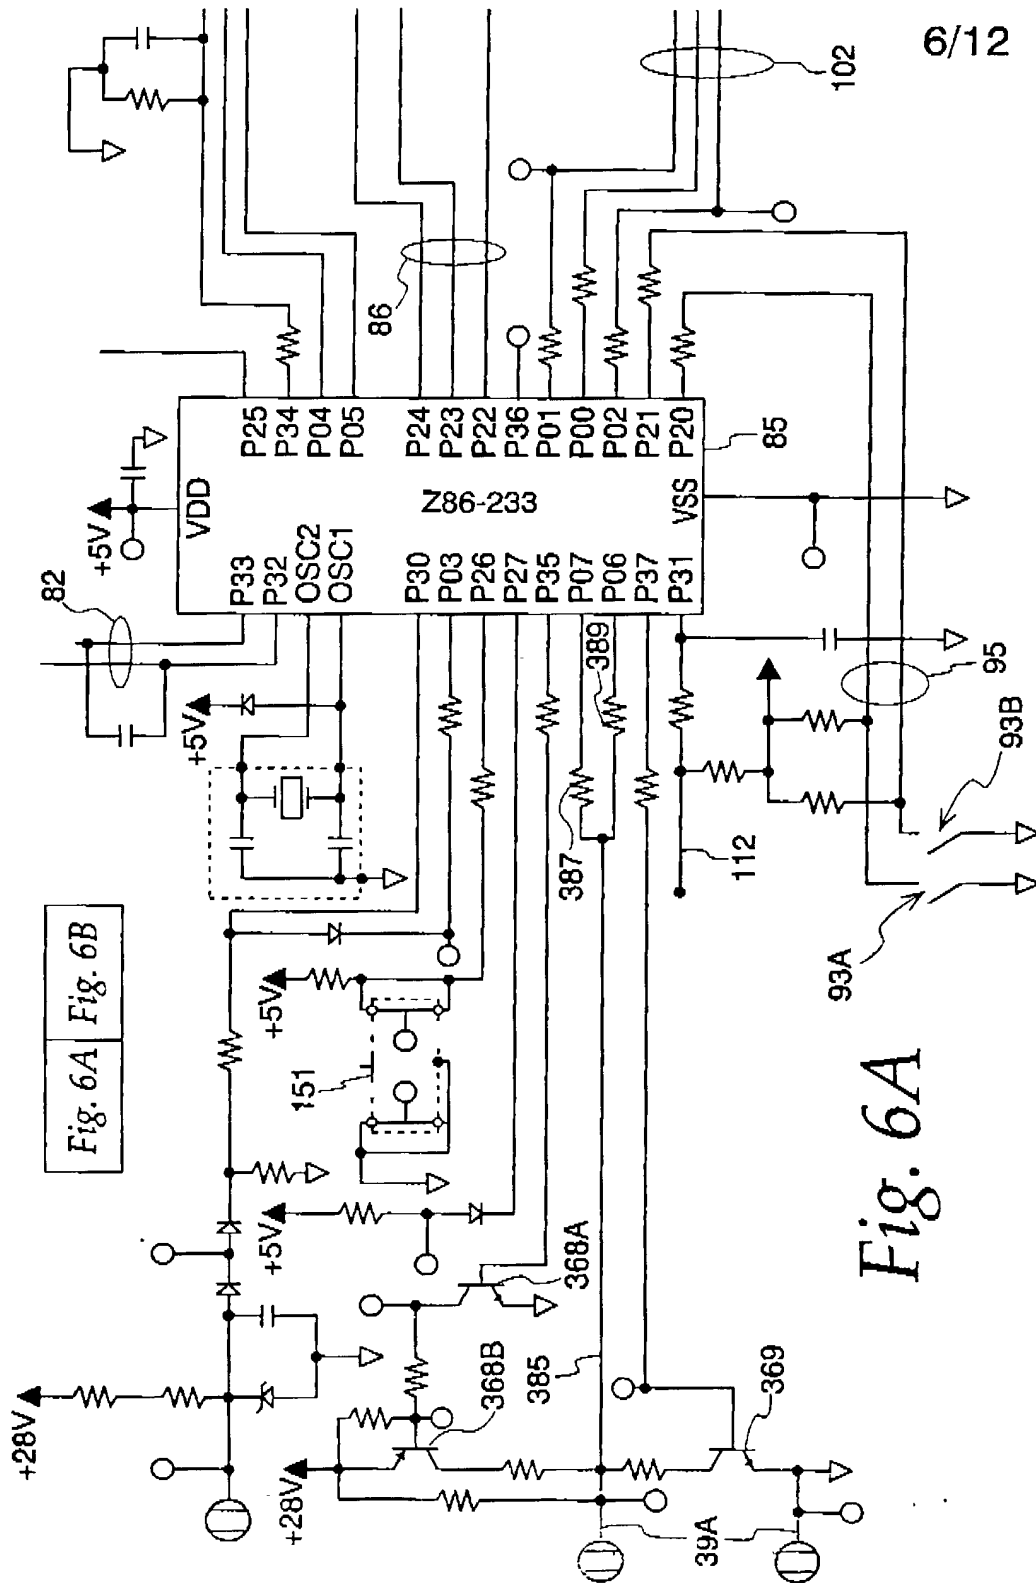 6/12
Fig. 6A
Fig. 6B
+28V
+5V
+5V
+5V
+5V
82
86
102
151
VDD
P33
P32
OSC2
OSC1
P30
P03
P26
P27
P35
P07
P06
P37
P31
Z86-233
P25
P34
P04
P05
P24
P23
P22
P36
P01
P00
P02
P21
P20
VSS
85
+28V
368B
368A
385
387
389
112
369
39A
95
93B
93A
Fig. 6A